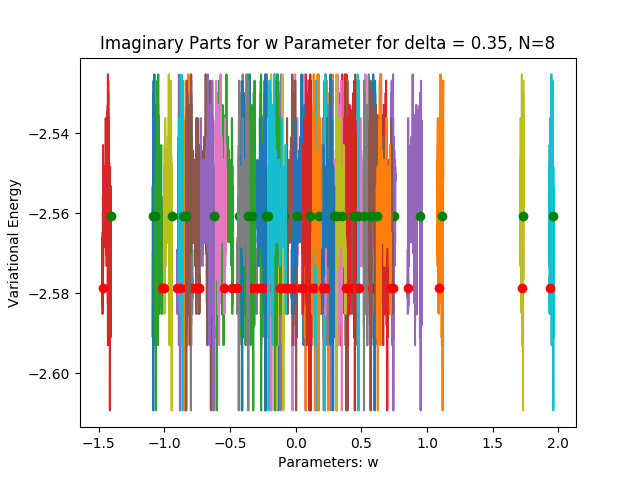 Imaginary Parts for w Parameter for delta = 0.35, N=8
Variational Energy
−2.54
−2.56
−2.58
−2.60
−1.5 −1.0 −0.5 0.0 0.5 1.0 1.5 2.0
Parameters: w